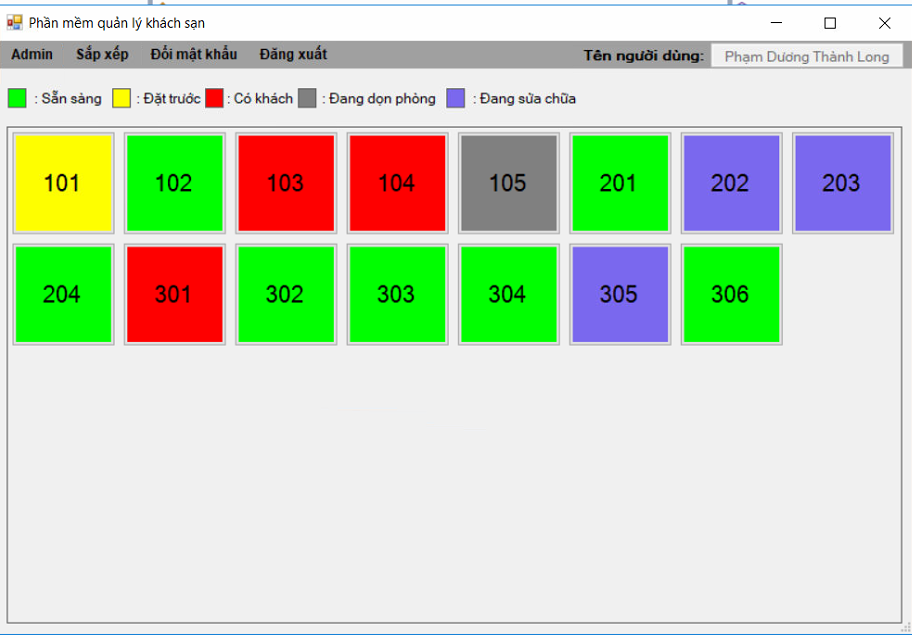 Phần mềm quản lý khách sạn
Admin Sắp xếp Đổi mật khẩu Đăng xuất Tên người dùng: Phạm Dương Thành Long
: Sẵn sàng : Đặt trước : Có khách : Đang dọn phòng : Đang sửa chữa
101 102 103 104 105 201 202 203
204 301 302 303 304 305 306